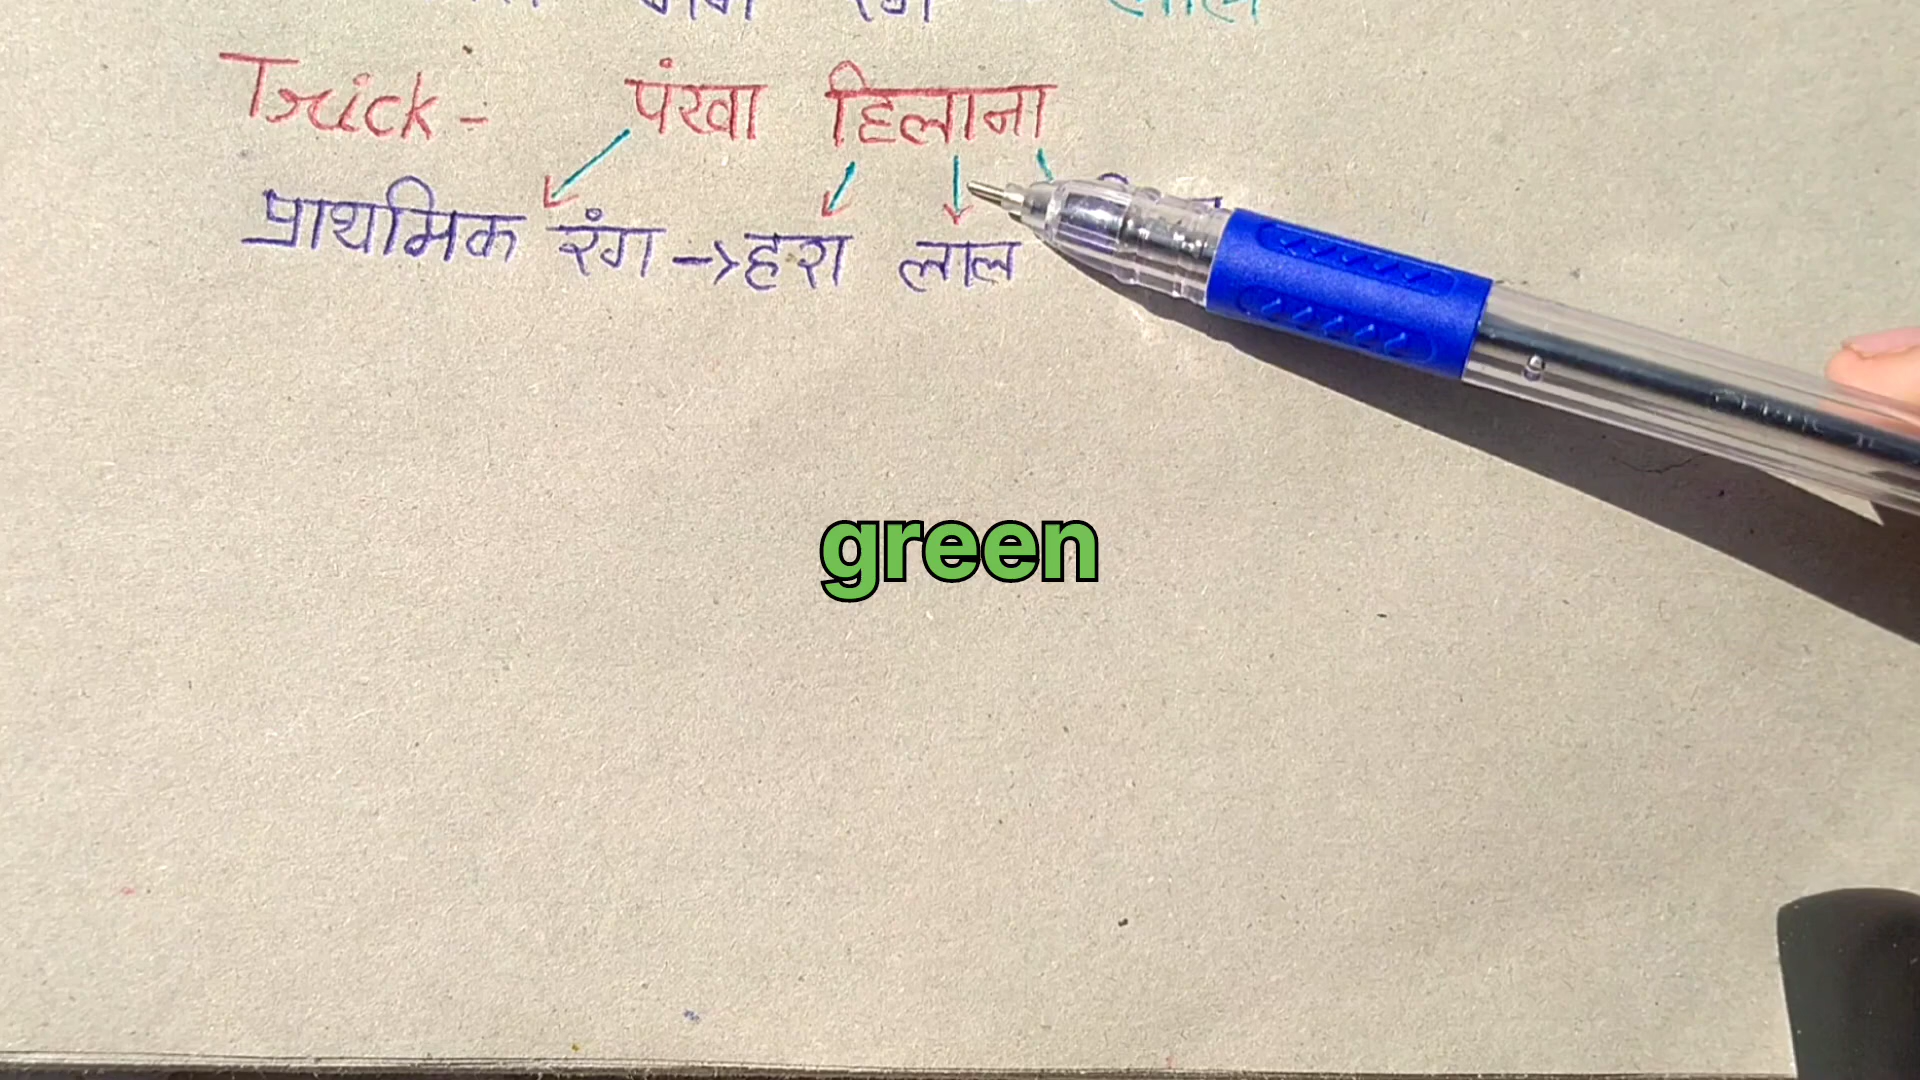 Trick - पंखा हिलाना
प्राथमिक रंग → हरा लाल
green